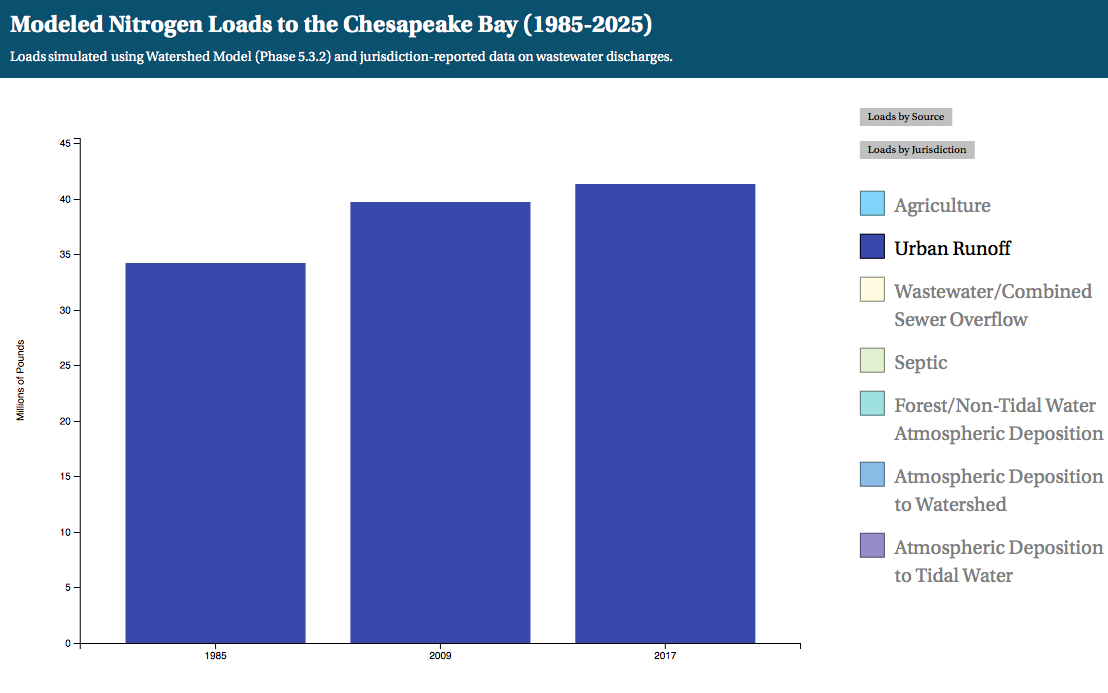 Modeled Nitrogen Loads to the Chesapeake Bay (1985-2025)
Loads simulated using Watershed Model (Phase 5.3.2) and jurisdiction-reported data on wastewater discharges.
Loads by Source
Loads by Jurisdiction
Agriculture
Urban Runoff
Wastewater/Combined
Sewer Overflow
Septic
Forest/Non-Tidal Water
Atmospheric Deposition
Atmospheric Deposition
to Watershed
Atmospheric Deposition
to Tidal Water
Millions of Pounds
45
40
35
30
25
20
15
10
5
0
1985
2009
2017